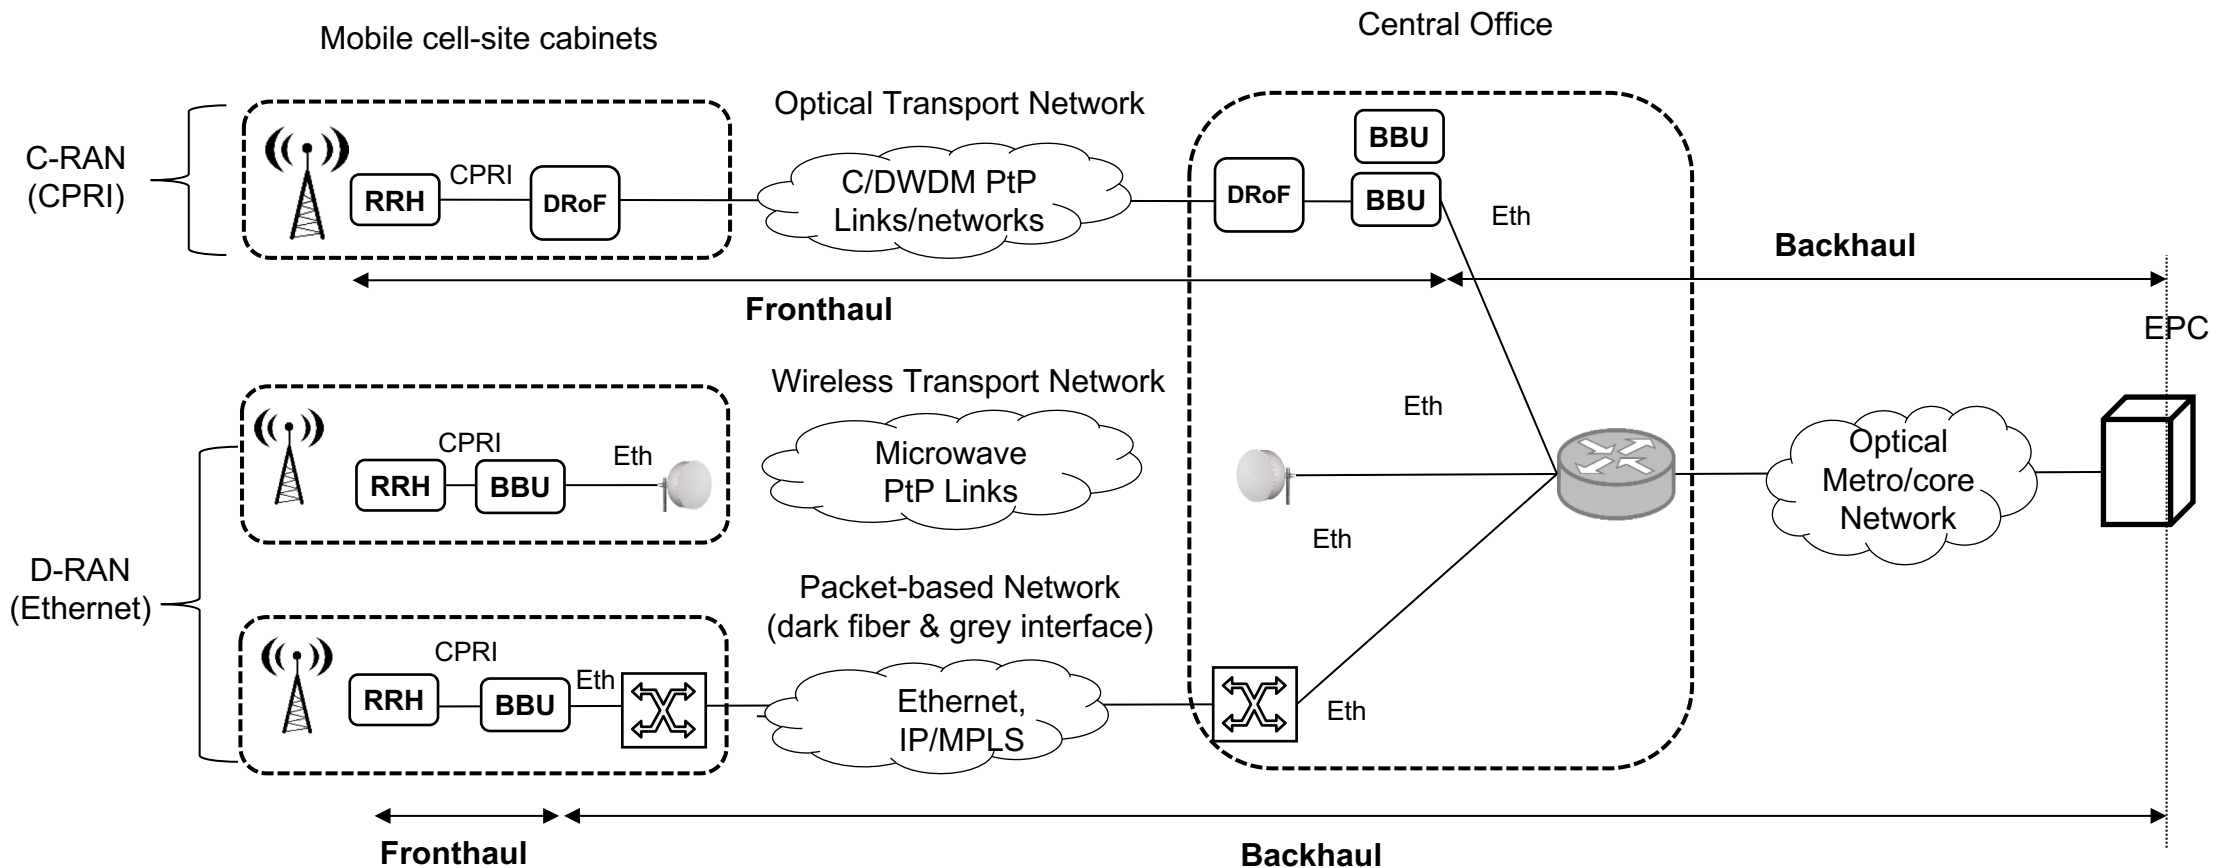 Mobile cell-site cabinets
Central Office
C-RAN
(CPRI)
RRH
CPRI
DRoF
Optical Transport Network
C/DWDM PtP
Links/networks
DRoF
BBU
BBU
Eth
Backhaul
Fronthaul
EPC
D-RAN
(Ethernet)
CPRI
RRH
BBU
Eth
Wireless Transport Network
Microwave
PtP Links
Eth
Eth
Optical
Metro/core
Network
CPRI
RRH
BBU
Eth
Packet-based Network
(dark fiber & grey interface)
Ethernet,
IP/MPLS
Eth
Fronthaul
Backhaul